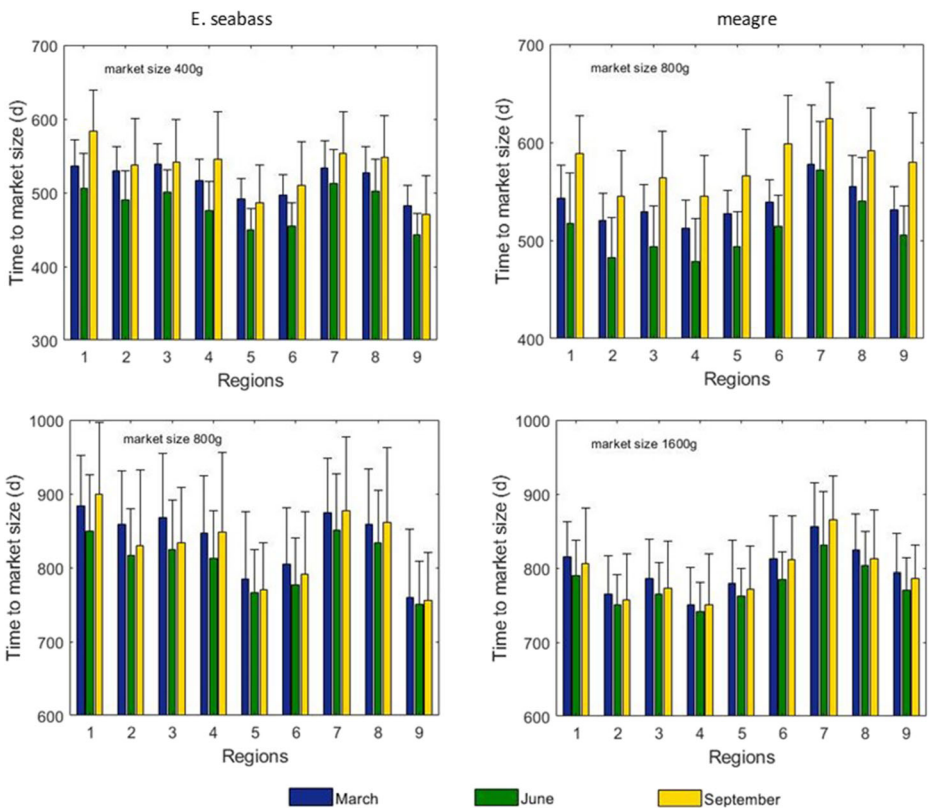 E. seabass
meagre
700
600
500
400
300
Time to market size (d)
market size 400g
1 2 3 4 5 6 7 8 9
Regions
700
600
500
400
Time to market size (d)
market size 800g
1 2 3 4 5 6 7 8 9
Regions
1000
900
800
700
600
Time to market size (d)
market size 800g
1 2 3 4 5 6 7 8 9
Regions
1000
900
800
700
600
Time to market size (d)
market size 1600g
1 2 3 4 5 6 7 8 9
Regions
March June September